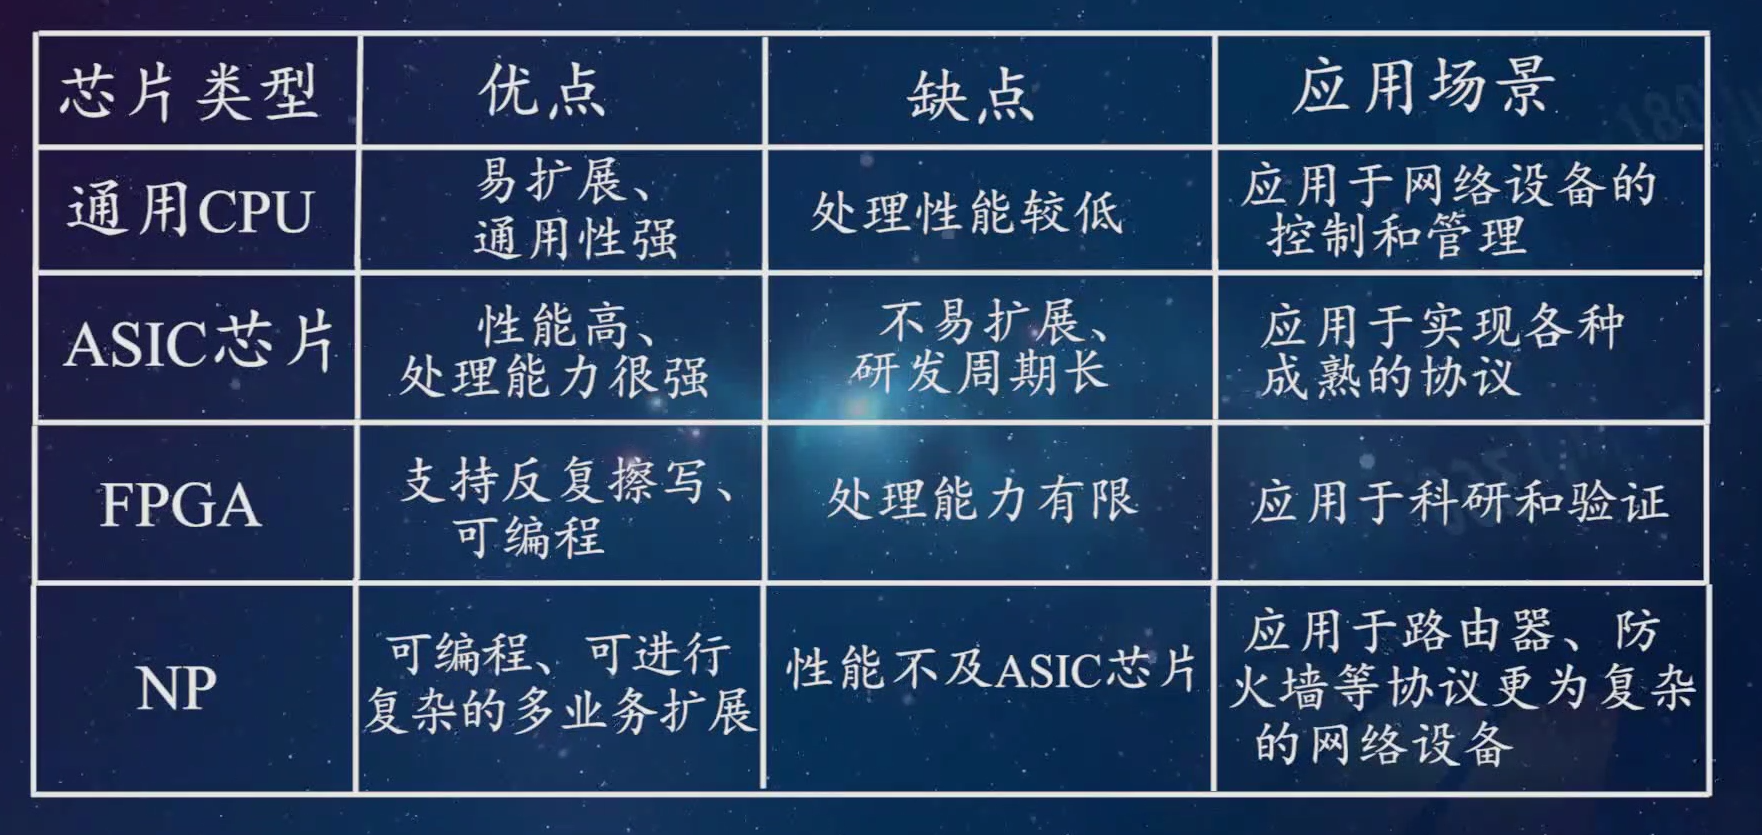 芯片类型 优点 缺点 应用场景
通用CPU
易扩展、
通用性强
处理性能较低
应用于网络设备的
控制和管理
ASIC芯片
性能高、
处理能力很强
不易扩展、
研发周期长
应用于实现各种
成熟的协议
FPGA
支持反复擦写、
可编程
处理能力有限
应用于科研和验证
NP
可编程、可进行
复杂的多业务扩展
性能不及ASIC芯片
应用于路由器、防
火墙等协议更为复杂
的网络设备